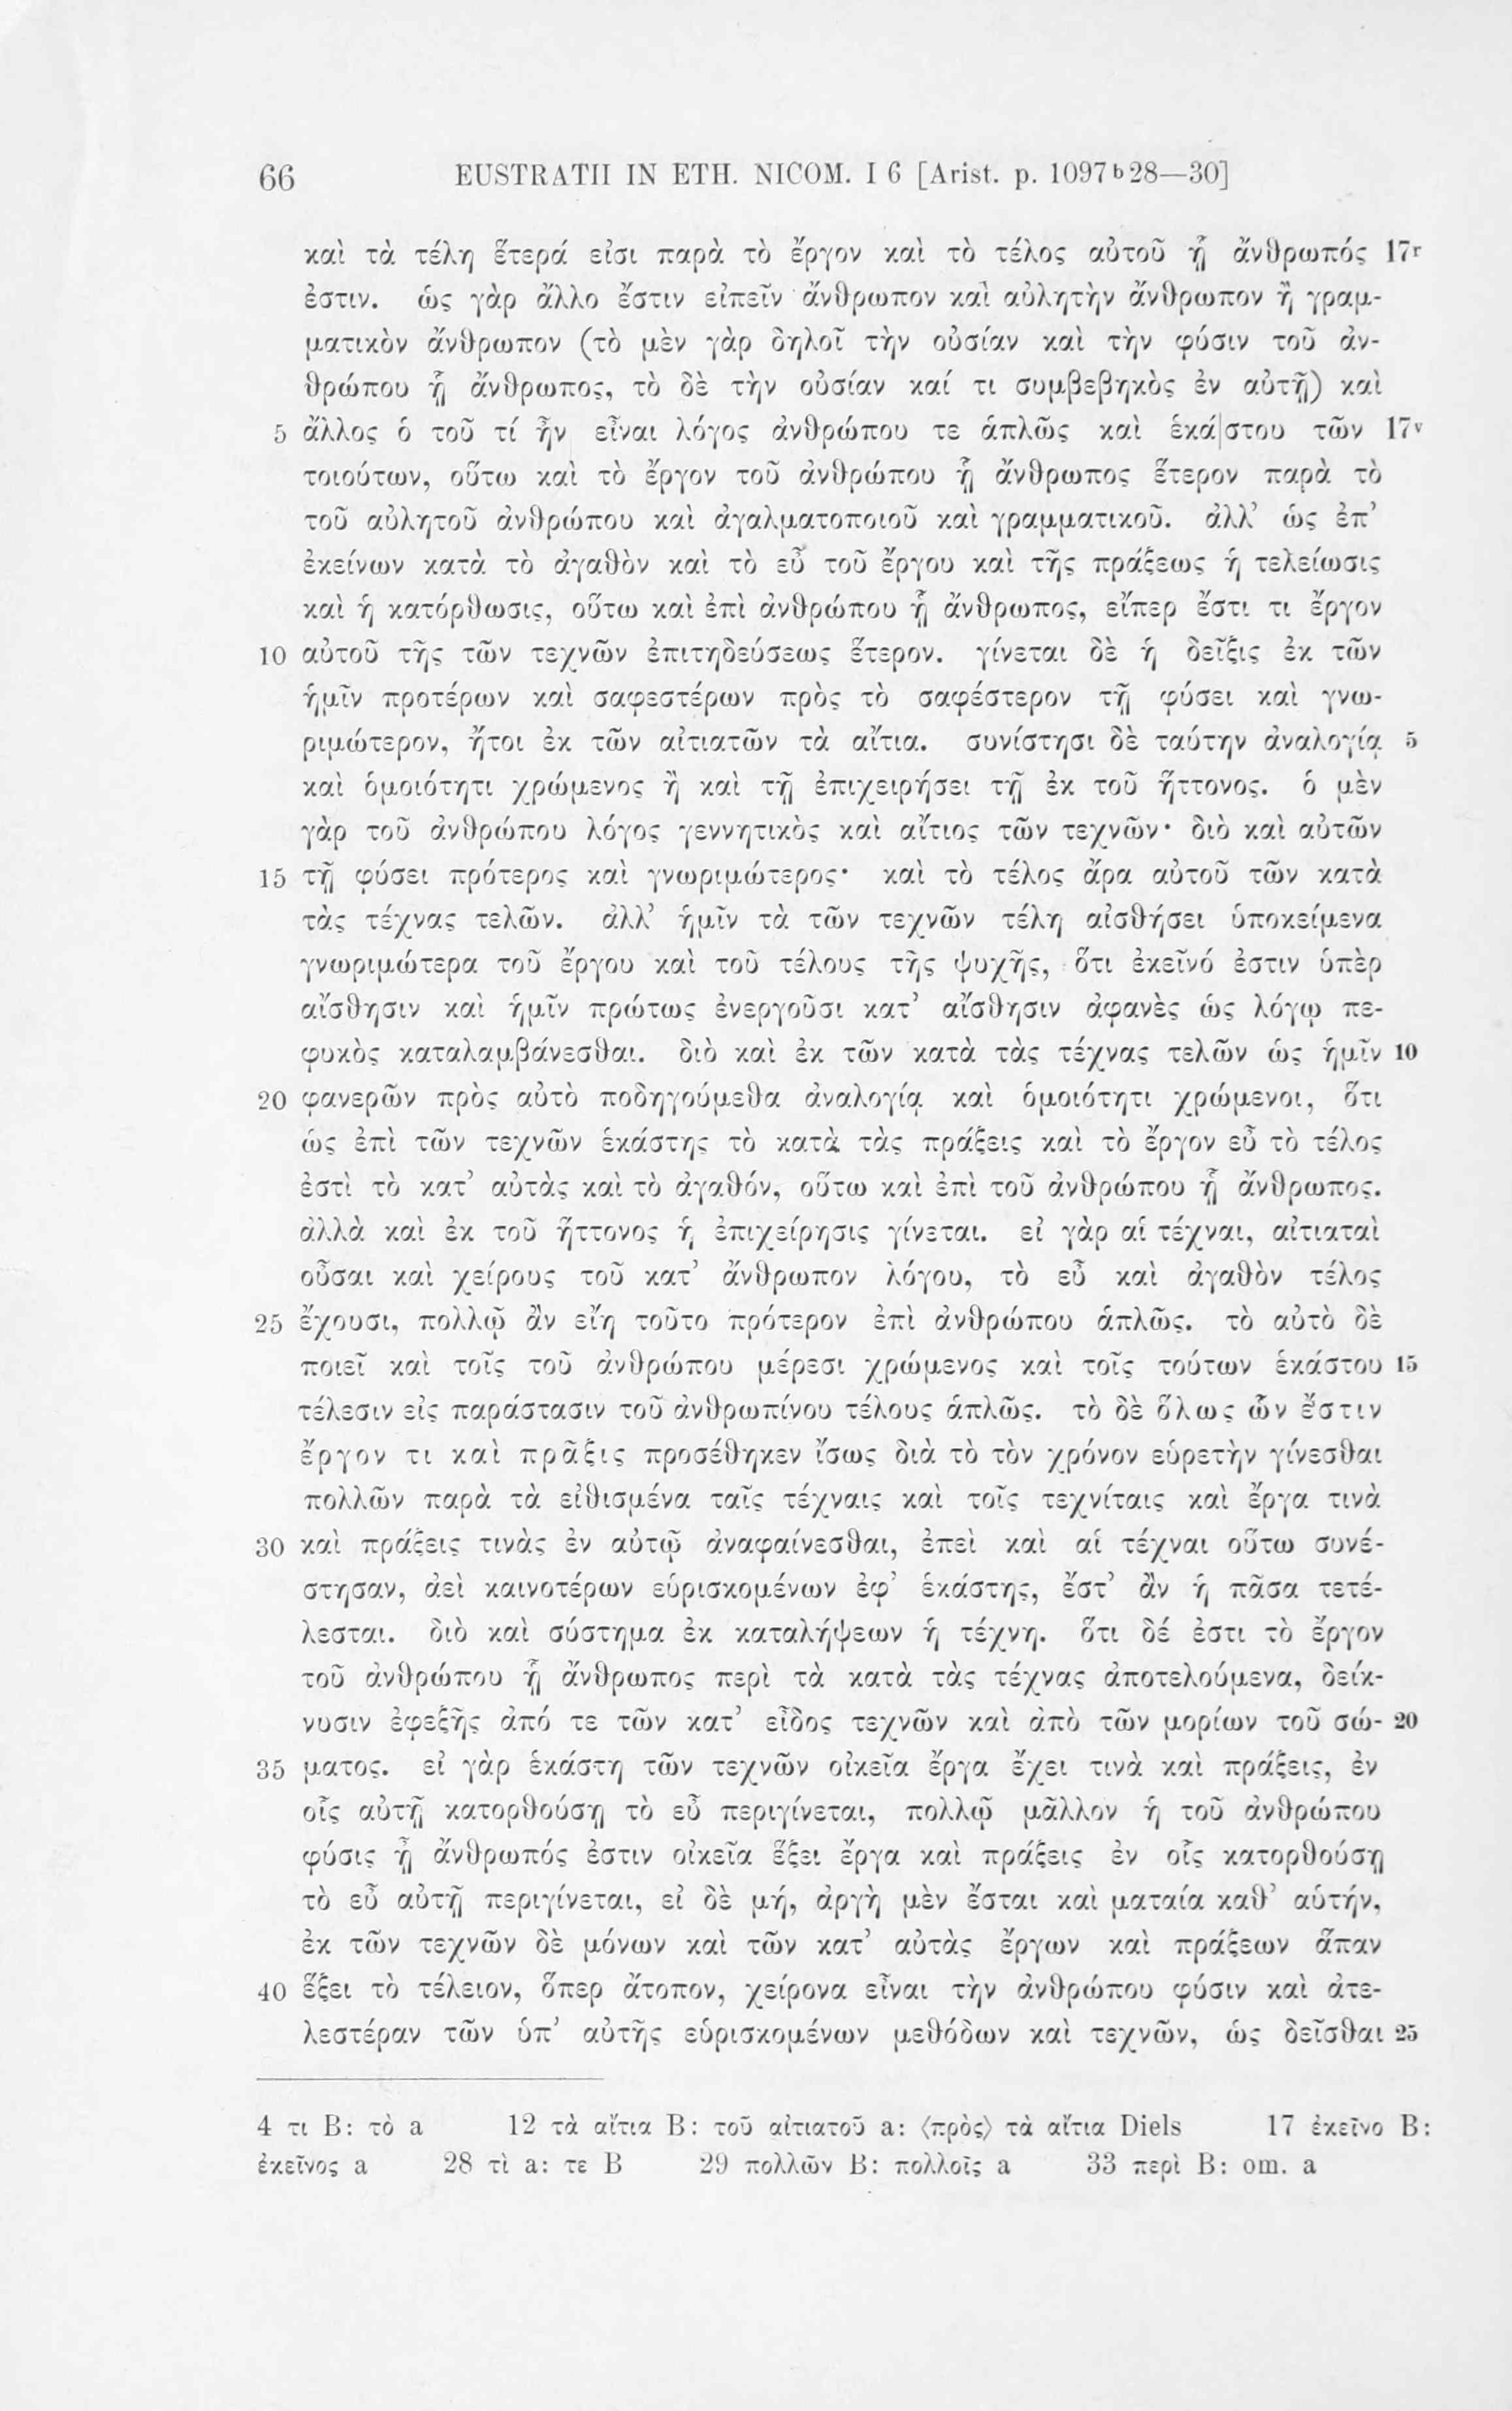 66 EUSTRATII IN ETH. NICOM. I 6 [Arist. p. 1097ᵇ28—30]
καὶ τὰ τέλη ἕτερά εἰσι παρὰ τὸ ἔργον καὶ τὸ τέλος αὐτοῦ ᾗ ἄνθρωπός 17ʳ
ἐστιν. ὡς γὰρ ἄλλο ἔστιν εἰπεῖν ἄνθρωπον καὶ αὐλητὴν ἄνθρωπον ἢ γραμ-
ματικὸν ἄνθρωπον (τὸ μὲν γὰρ δηλοῖ τὴν οὐσίαν καὶ τὴν φύσιν τοῦ ἀν-
θρώπου ᾗ ἄνθρωπος, τὸ δὲ τὴν οὐσίαν καί τι συμβεβηκὸς ἐν αὐτῇ) καὶ
5 ἄλλος ὁ τοῦ τί ἦν εἶναι λόγος ἀνθρώπου τε ἁπλῶς καὶ ἑκά|στου τῶν 17ᵛ
τοιούτων, οὕτω καὶ τὸ ἔργον τοῦ ἀνθρώπου ᾗ ἄνθρωπος ἕτερον παρὰ τὸ
τοῦ αὐλητοῦ ἀνθρώπου καὶ ἀγαλματοποιοῦ καὶ γραμματικοῦ. ἀλλ’ ὡς ἐπ’
ἐκείνων κατὰ τὸ ἀγαθὸν καὶ τὸ εὖ τοῦ ἔργου καὶ τῆς πράξεως ἡ τελείωσις
καὶ ἡ κατόρθωσις, οὕτω καὶ ἐπὶ ἀνθρώπου ᾗ ἄνθρωπος, εἴπερ ἔστι τι ἔργον
10 αὐτοῦ τῆς τῶν τεχνῶν ἐπιτηδεύσεως ἕτερον. γίνεται δὲ ἡ δεῖξις ἐκ τῶν
ἡμῖν προτέρων καὶ σαφεστέρων πρὸς τὸ σαφέστερον τῇ φύσει καὶ γνω-
ριμώτερον, ἤτοι ἐκ τῶν αἰτιατῶν τὰ αἴτια. συνίστησι δὲ ταύτην ἀναλογίᾳ 5
καὶ ὁμοιότητι χρώμενος ἢ καὶ τῇ ἐπιχειρήσει τῇ ἐκ τοῦ ἥττονος. ὁ μὲν
γὰρ τοῦ ἀνθρώπου λόγος γεννητικὸς καὶ αἴτιος τῶν τεχνῶν· διὸ καὶ αὐτῶν
15 τῇ φύσει πρότερος καὶ γνωριμώτερος· καὶ τὸ τέλος ἄρα αὐτοῦ τῶν κατὰ
τὰς τέχνας τελῶν. ἀλλ’ ἡμῖν τὰ τῶν τεχνῶν τέλη αἰσθήσει ὑποκείμενα
γνωριμώτερα τοῦ ἔργου καὶ τοῦ τέλους τῆς ψυχῆς, ὅτι ἐκεῖνό ἐστιν ὑπὲρ
αἴσθησιν καὶ ἡμῖν πρώτως ἐνεργοῦσι κατ’ αἴσθησιν ἀφανὲς ὡς λόγῳ πε-
φυκὸς καταλαμβάνεσθαι. διὸ καὶ ἐκ τῶν κατὰ τὰς τέχνας τελῶν ὡς ἡμῖν 10
20 φανερῶν πρὸς αὐτὸ ποδηγούμεθα ἀναλογίᾳ καὶ ὁμοιότητι χρώμενοι, ὅτι
ὡς ἐπὶ τῶν τεχνῶν ἑκάστης τὸ κατὰ τὰς πράξεις καὶ τὸ ἔργον εὖ τὸ τέλος
ἐστὶ τὸ κατ’ αὐτὰς καὶ τὸ ἀγαθόν, οὕτω καὶ ἐπὶ τοῦ ἀνθρώπου ᾗ ἄνθρωπος.
ἀλλὰ καὶ ἐκ τοῦ ἥττονος ἡ ἐπιχείρησις γίνεται. εἰ γὰρ αἱ τέχναι, αἰτιαταὶ
οὖσαι καὶ χείρους τοῦ κατ’ ἄνθρωπον λόγου, τὸ εὖ καὶ ἀγαθὸν τέλος
25 ἔχουσι, πολλῷ ἂν εἴη τοῦτο πρότερον ἐπὶ ἀνθρώπου ἁπλῶς. τὸ αὐτὸ δὲ
ποιεῖ καὶ τοῖς τοῦ ἀνθρώπου μέρεσι χρώμενος καὶ τοῖς τούτων ἑκάστου 15
τέλεσιν εἰς παράστασιν τοῦ ἀνθρωπίνου τέλους ἁπλῶς. τὸ δὲ ὅλως ὧν ἔστιν
ἔργον τι καὶ πρᾶξις προσέθηκεν ἴσως διὰ τὸ τὸν χρόνον εὑρετὴν γίνεσθαι
πολλῶν παρὰ τὰ εἰθισμένα ταῖς τέχναις καὶ τοῖς τεχνίταις καὶ ἔργα τινὰ
30 καὶ πράξεις τινὰς ἐν αὐτῷ ἀναφαίνεσθαι, ἐπεὶ καὶ αἱ τέχναι οὕτω συνέ-
στησαν, ἀεὶ καινοτέρων εὑρισκομένων ἐφ’ ἑκάστης, ἔστ’ ἂν ἡ πᾶσα τετέ-
λεσται. διὸ καὶ σύστημα ἐκ καταλήψεων ἡ τέχνη. ὅτι δέ ἐστι τὸ ἔργον
τοῦ ἀνθρώπου ᾗ ἄνθρωπος περὶ τὰ κατὰ τὰς τέχνας ἀποτελούμενα, δείκ-
νυσιν ἐφεξῆς ἀπό τε τῶν κατ’ εἶδος τεχνῶν καὶ ἀπὸ τῶν μορίων τοῦ σώ- 20
35 ματος. εἰ γὰρ ἑκάστη τῶν τεχνῶν οἰκεῖα ἔργα ἔχει τινὰ καὶ πράξεις, ἐν
οἷς αὐτῇ κατορθούσῃ τὸ εὖ περιγίνεται, πολλῷ μᾶλλον ἡ τοῦ ἀνθρώπου
φύσις ᾗ ἄνθρωπός ἐστιν οἰκεῖα ἕξει ἔργα καὶ πράξεις ἐν οἷς κατορθούσῃ
τὸ εὖ αὐτῇ περιγίνεται, εἰ δὲ μή, ἀργὴ μὲν ἔσται καὶ ματαία καθ’ αὑτήν,
ἐκ τῶν τεχνῶν δὲ μόνων καὶ τῶν κατ’ αὐτὰς ἔργων καὶ πράξεων ἅπαν
40 ἕξει τὸ τέλειον, ὅπερ ἄτοπον, χείρονα εἶναι τὴν ἀνθρώπου φύσιν καὶ ἀτε-
λεστέραν τῶν ὑπ’ αὐτῆς εὑρισκομένων μεθόδων καὶ τεχνῶν, ὡς δεῖσθαι 25
4 τι B: τὸ a 12 τὰ αἴτια B: τοῦ αἰτιατοῦ a: ⟨πρὸς⟩ τὰ αἴτια Diels 17 ἐκεῖνο B:
ἐκεῖνος a 28 τὶ a: τε B 29 πολλῶν B: πολλοῖς a 33 περὶ B: om. a